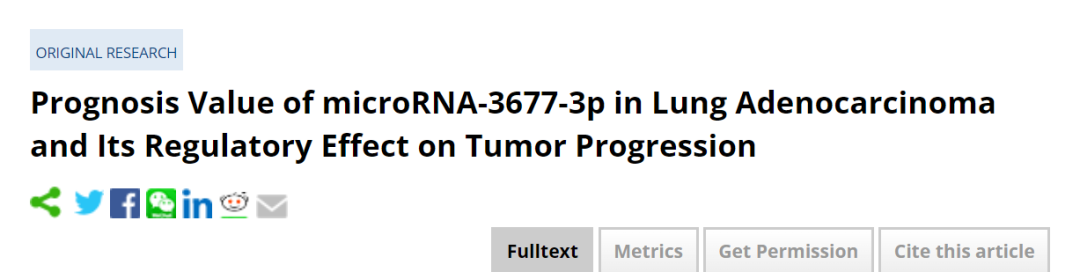 ORIGINAL RESEARCH
Prognosis Value of microRNA-3677-3p in Lung Adenocarcinoma
and Its Regulatory Effect on Tumor Progression
Fulltext Metrics Get Permission Cite this article